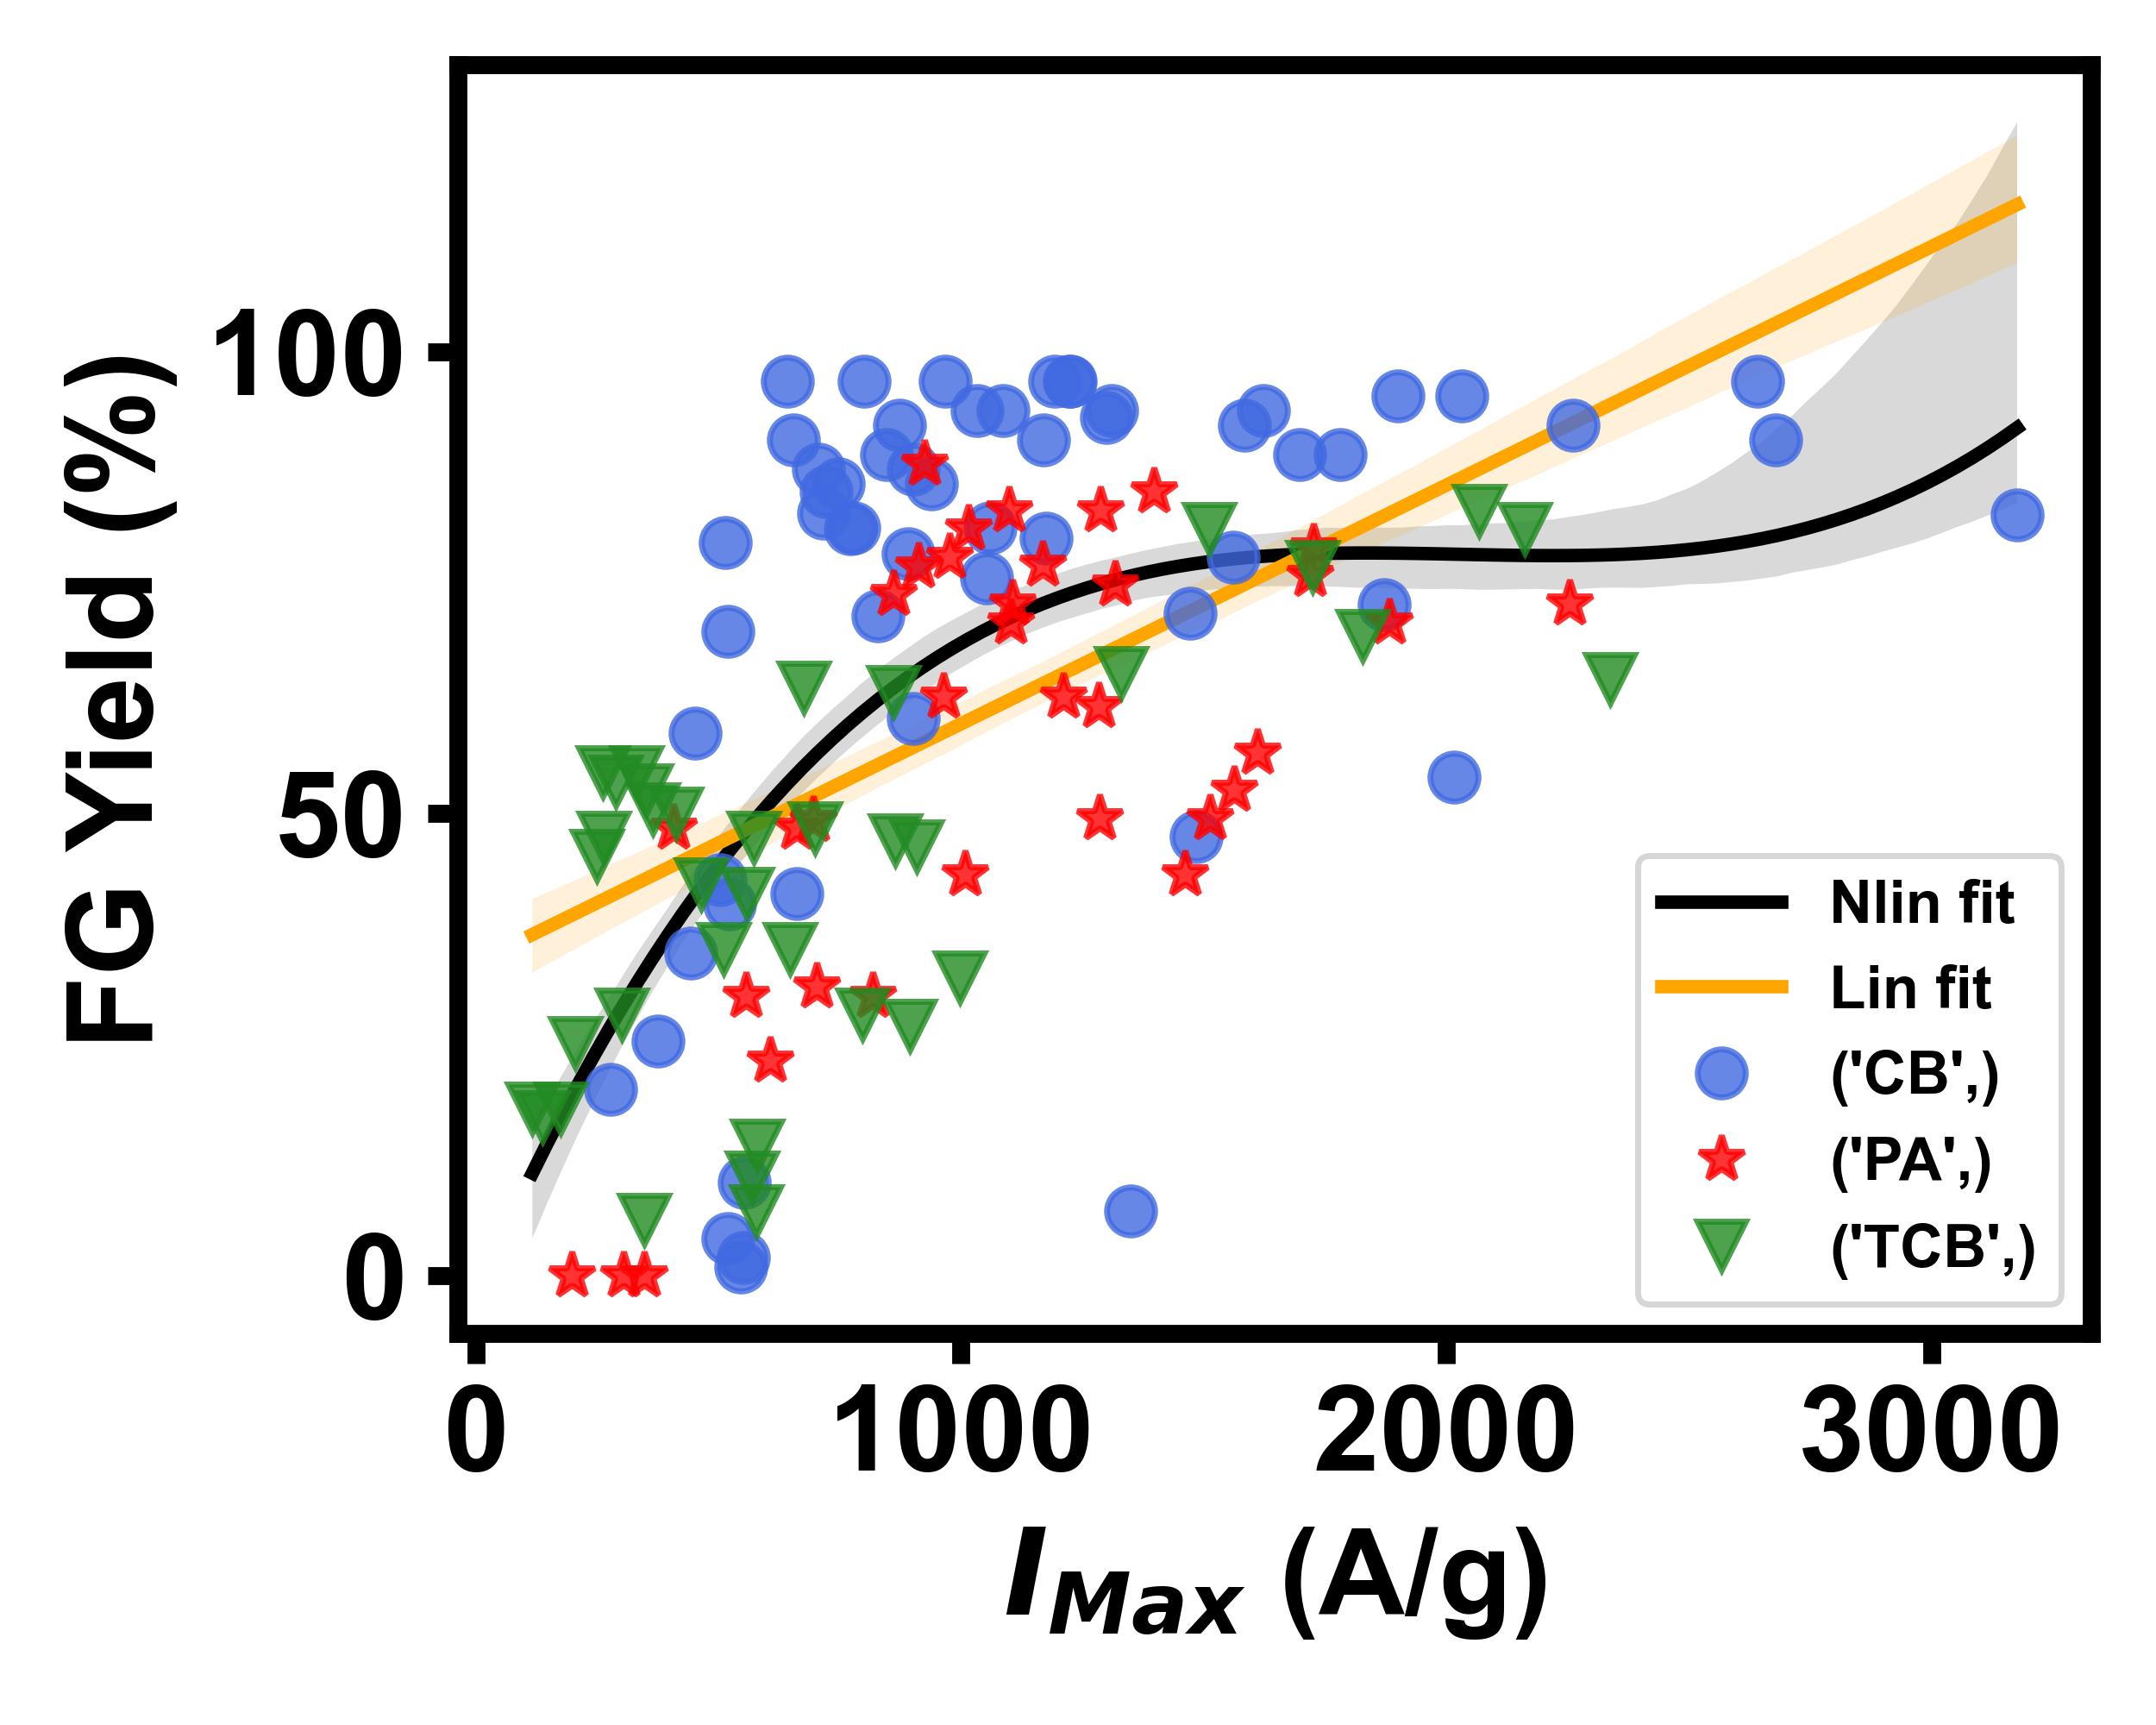 FG Yield (%)
100
50
0
0 1000 2000 3000
I_Max (A/g)
Nlin fit
Lin fit
('CB',)
('PA',)
('TCB',)